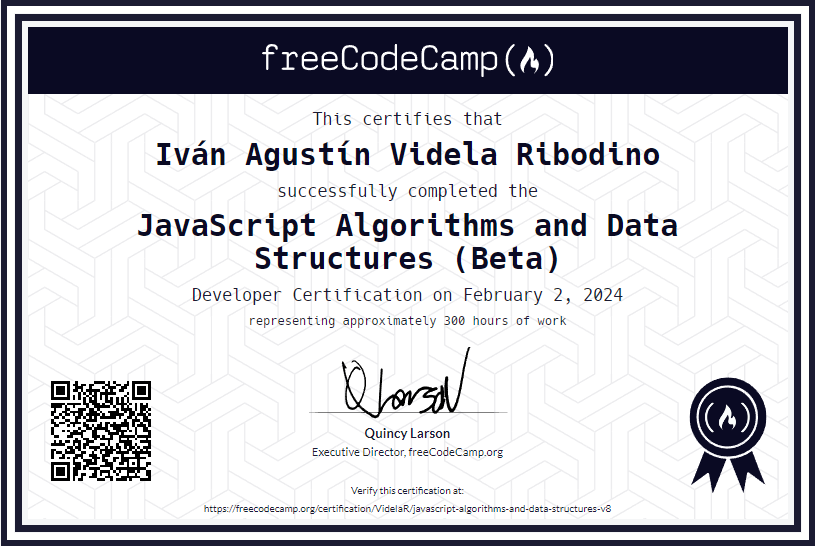 freeCodeCamp
This certifies that
Iván Agustín Videla Ribodino
successfully completed the
JavaScript Algorithms and Data
Structures (Beta)
Developer Certification on February 2, 2024
representing approximately 300 hours of work
QLarson
Quincy Larson
Executive Director, freeCodeCamp.org
Verify this certification at:
https://freecodecamp.org/certification/VidelaR/javascript-algorithms-and-data-structures-v8